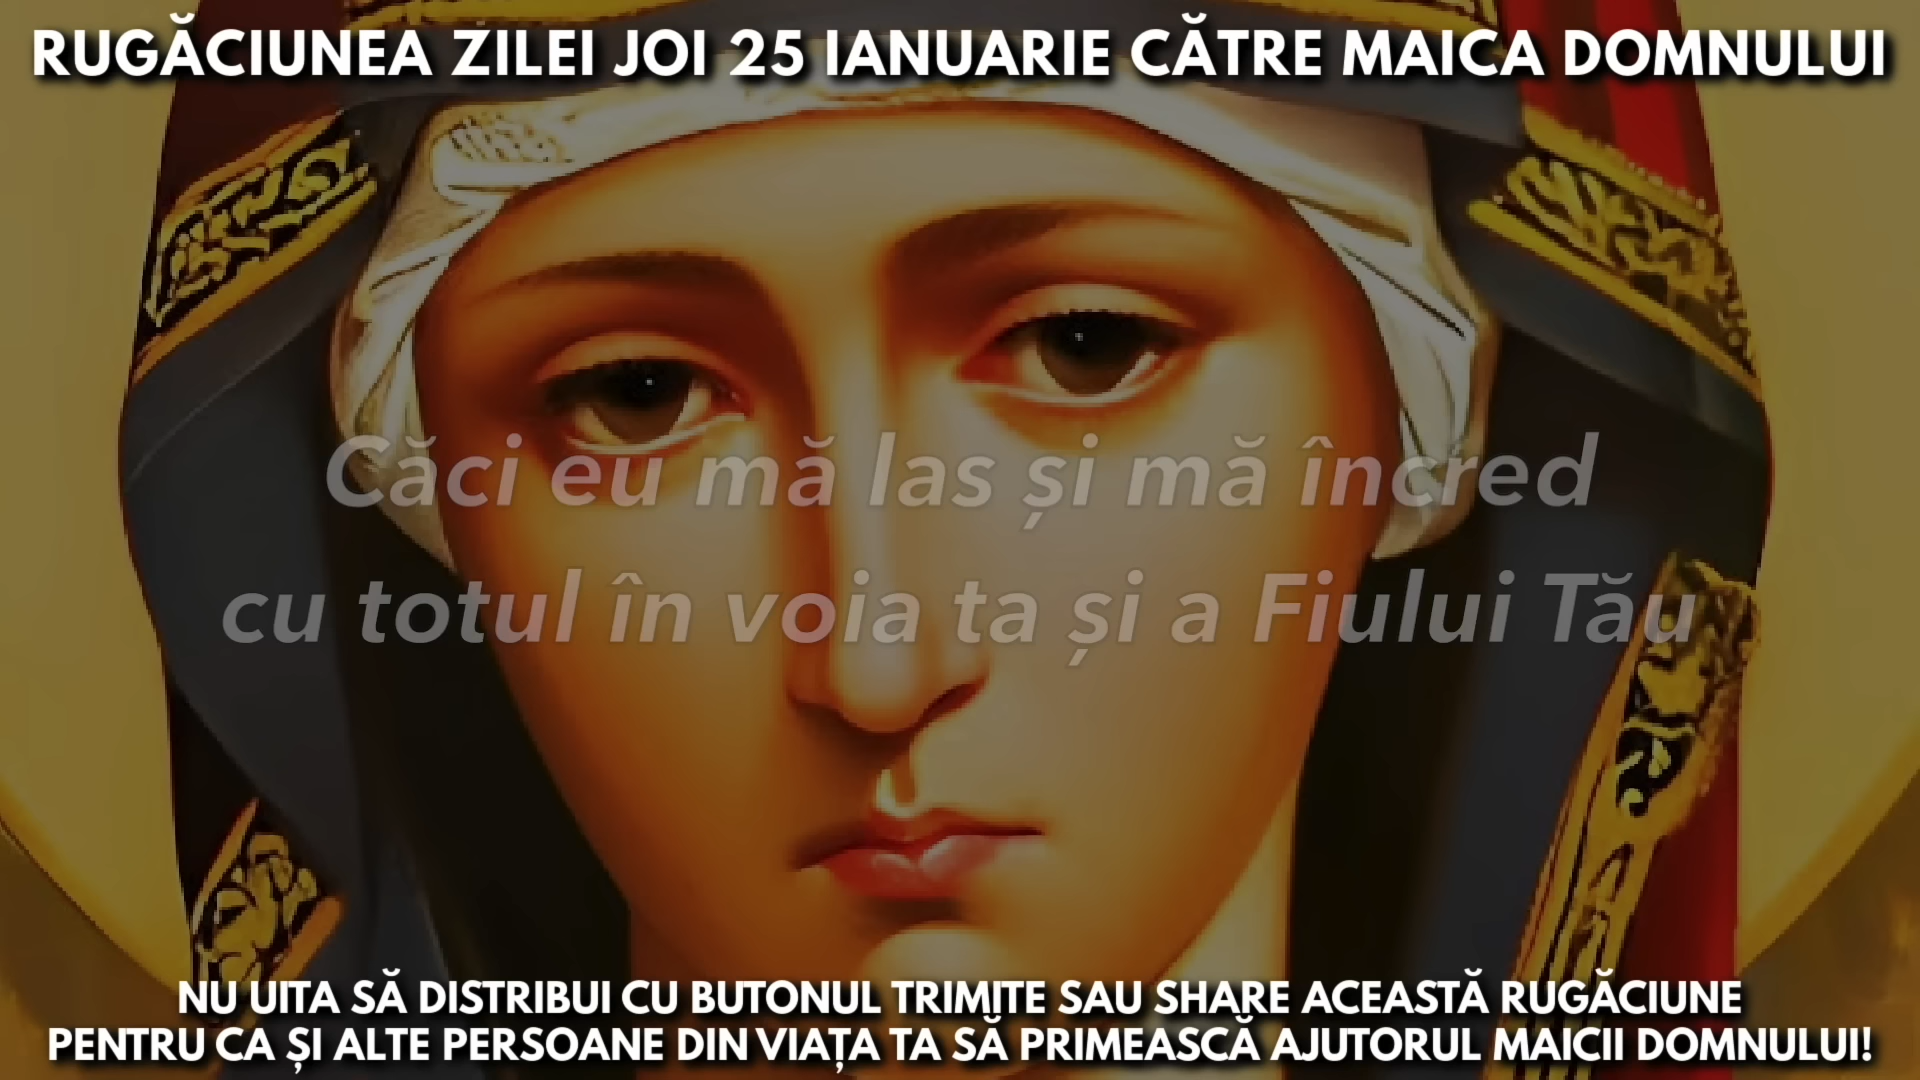 RUGĂCIUNEA ZILEI JOI 25 IANUARIE CĂTRE MAICA DOMNULUI
Căci eu mă las și mă încred
cu totul în voia ta și a Fiului Tău
NU UITA SĂ DISTRIBUI CU BUTONUL TRIMITE SAU SHARE ACEASTĂ RUGĂCIUNE
PENTRU CA ȘI ALTE PERSOANE DIN VIAȚA TA SĂ PRIMEASCĂ AJUTORUL MAICII DOMNULUI!